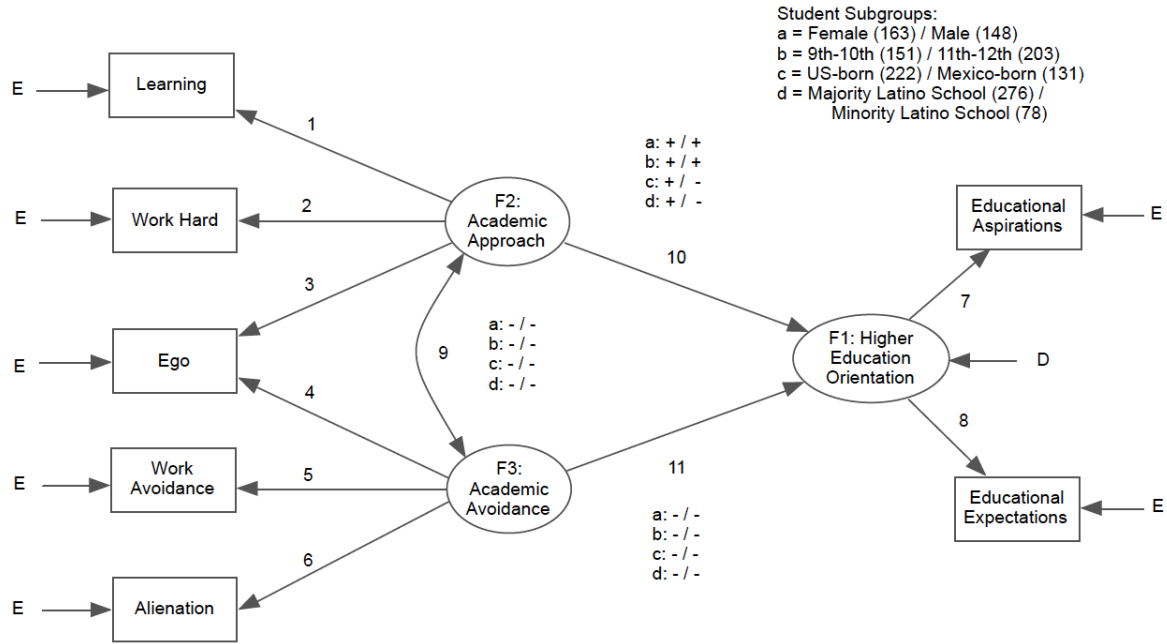 Student Subgroups:
a = Female (163) / Male (148)
b = 9th-10th (151) / 11th-12th (203)
c = US-born (222) / Mexico-born (131)
d = Majority Latino School (276) /
Minority Latino School (78)
E
Learning
1
a: + / +
b: + / +
c: + / -
d: + / -
E
Work Hard
2
F2:
Academic
Approach
10
Educational
Aspirations
E
3
7
E
Ego
9
a: - / -
b: - / -
c: - / -
d: - / -
F1: Higher
Education
Orientation
D
4
8
E
Work
Avoidance
5
F3:
Academic
Avoidance
11
a: - / -
b: - / -
c: - / -
d: - / -
Educational
Expectations
E
6
E
Alienation